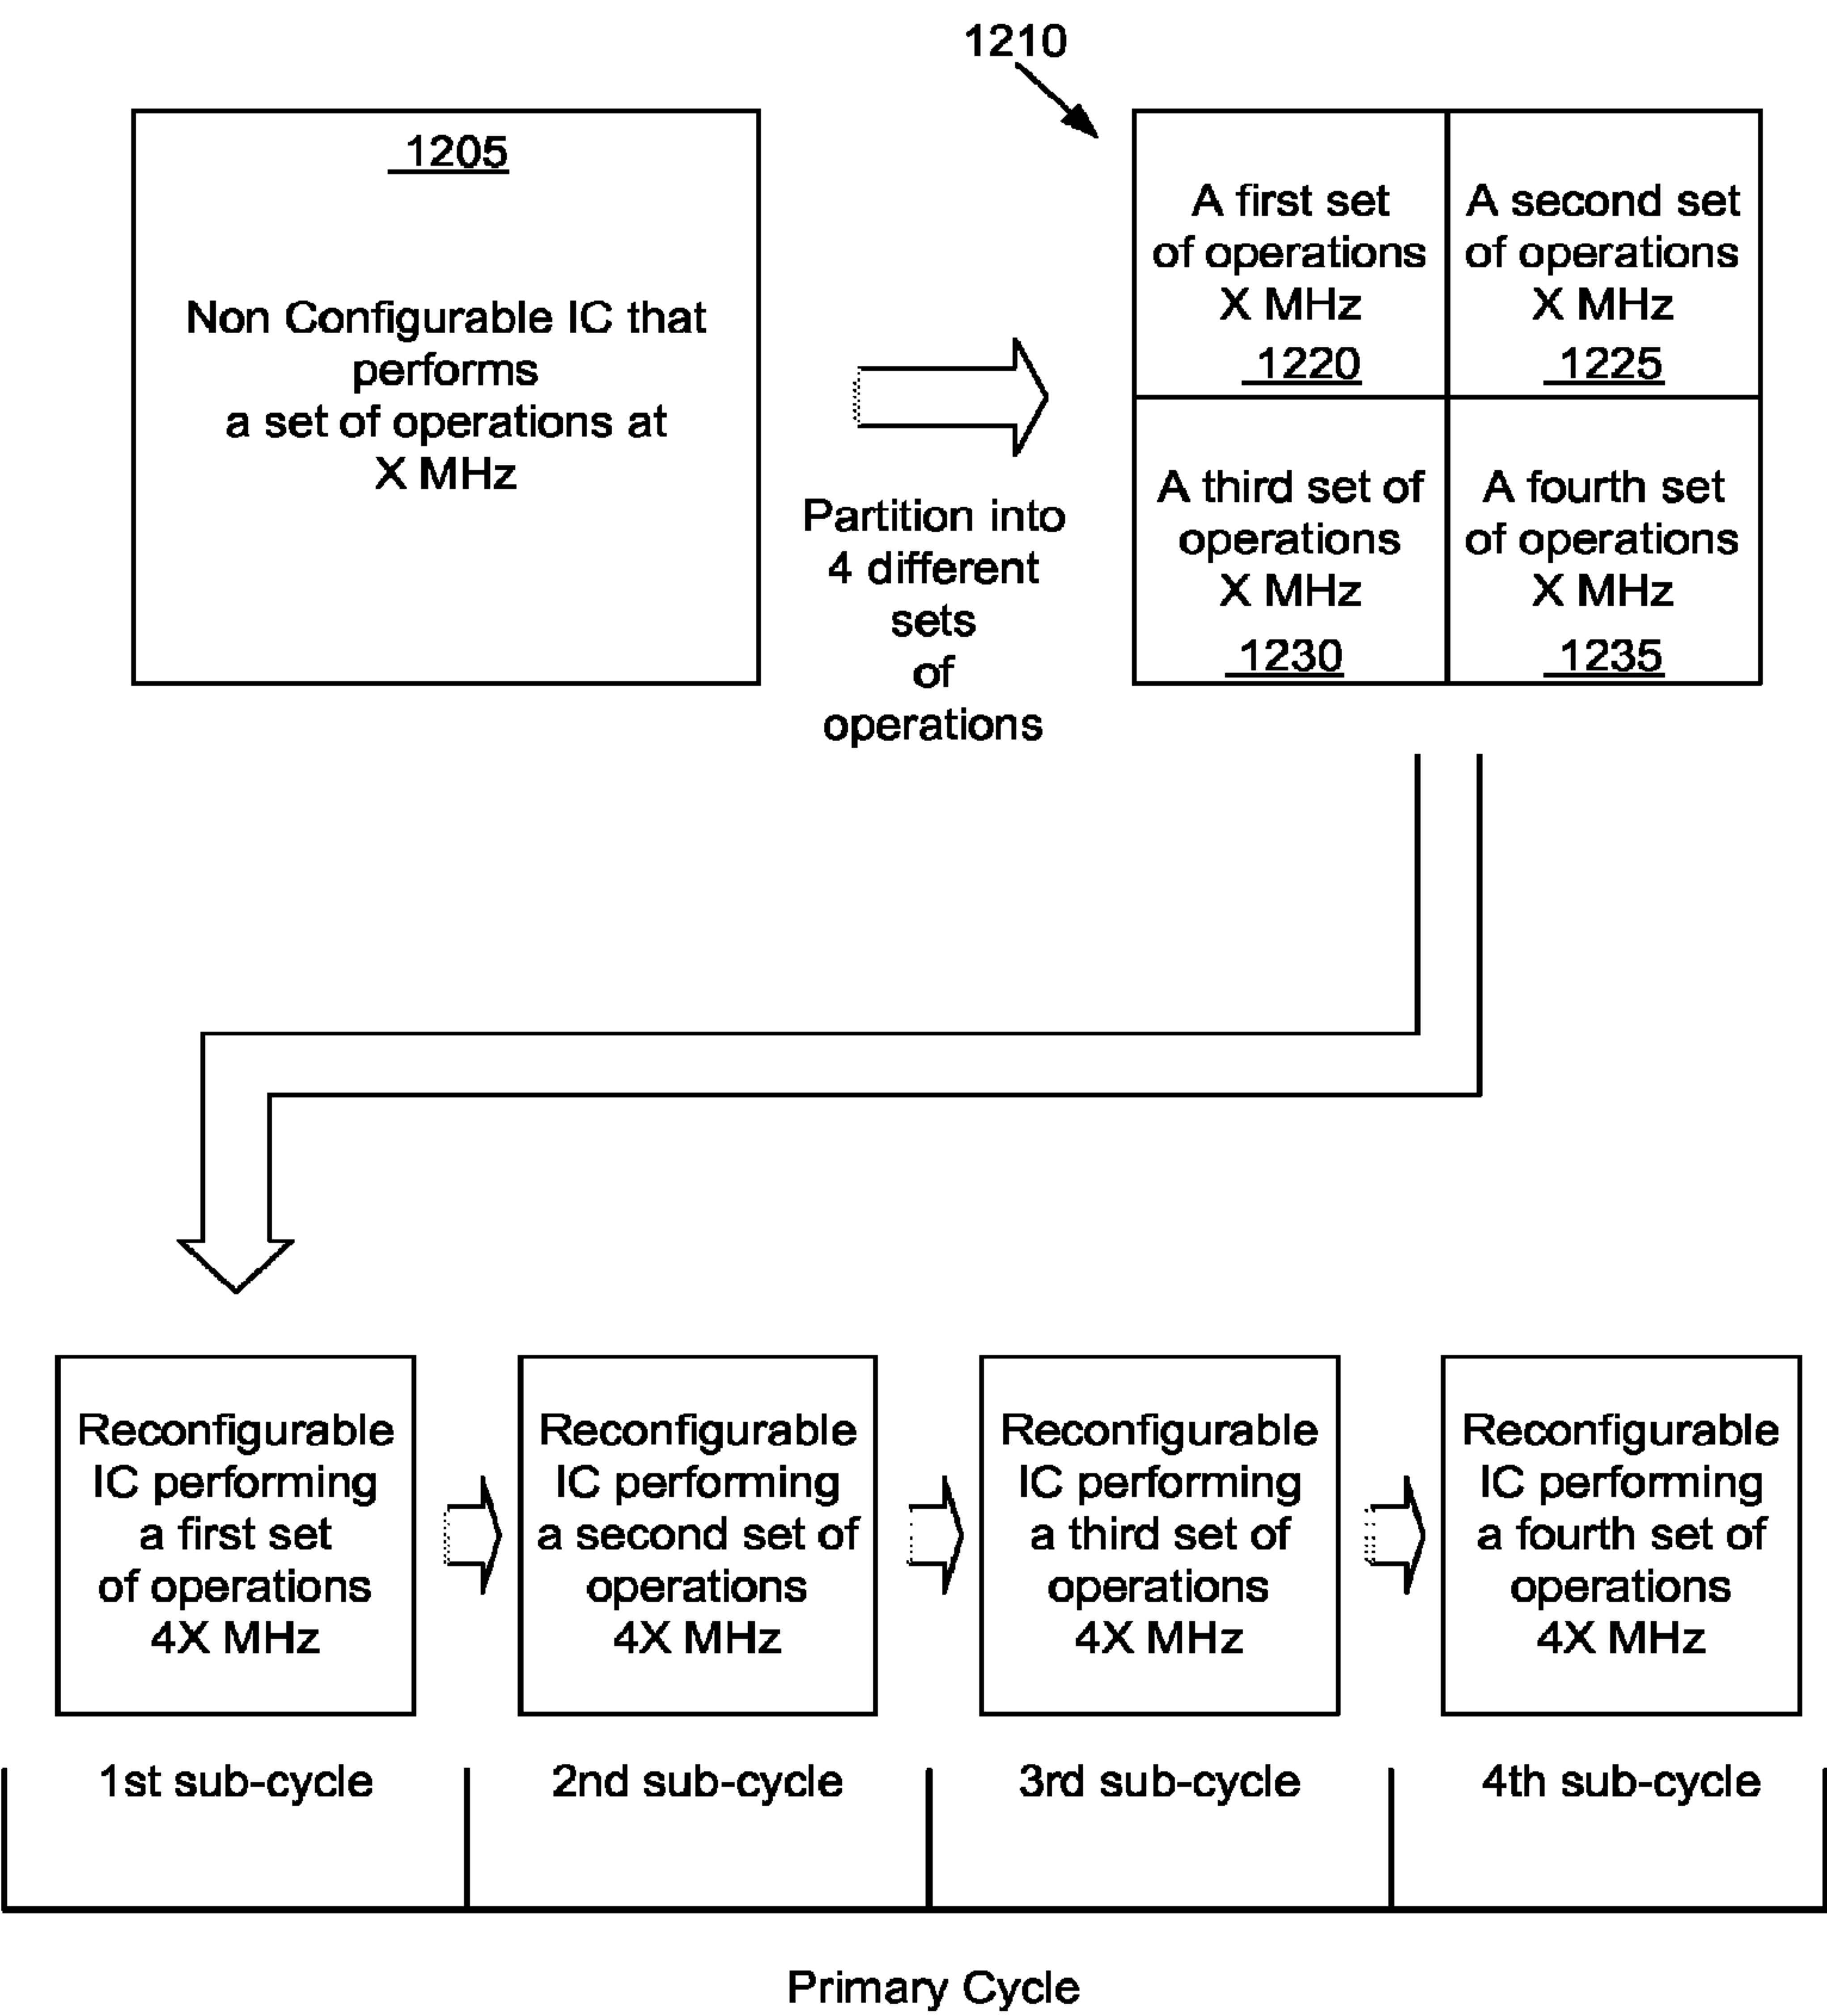 1210
1205
Non Configurable IC that
performs
a set of operations at
X MHz
Partition into
4 different
sets
of
operations
A first set
of operations
X MHz
1220
A second set
of operations
X MHz
1225
A third set of
operations
X MHz
1230
A fourth set
of operations
X MHz
1235
Reconfigurable
IC performing
a first set
of operations
4X MHz
Reconfigurable
IC performing
a second set of
operations
4X MHz
Reconfigurable
IC performing
a third set of
operations
4X MHz
Reconfigurable
IC performing
a fourth set of
operations
4X MHz
1st sub-cycle
2nd sub-cycle
3rd sub-cycle
4th sub-cycle
Primary Cycle